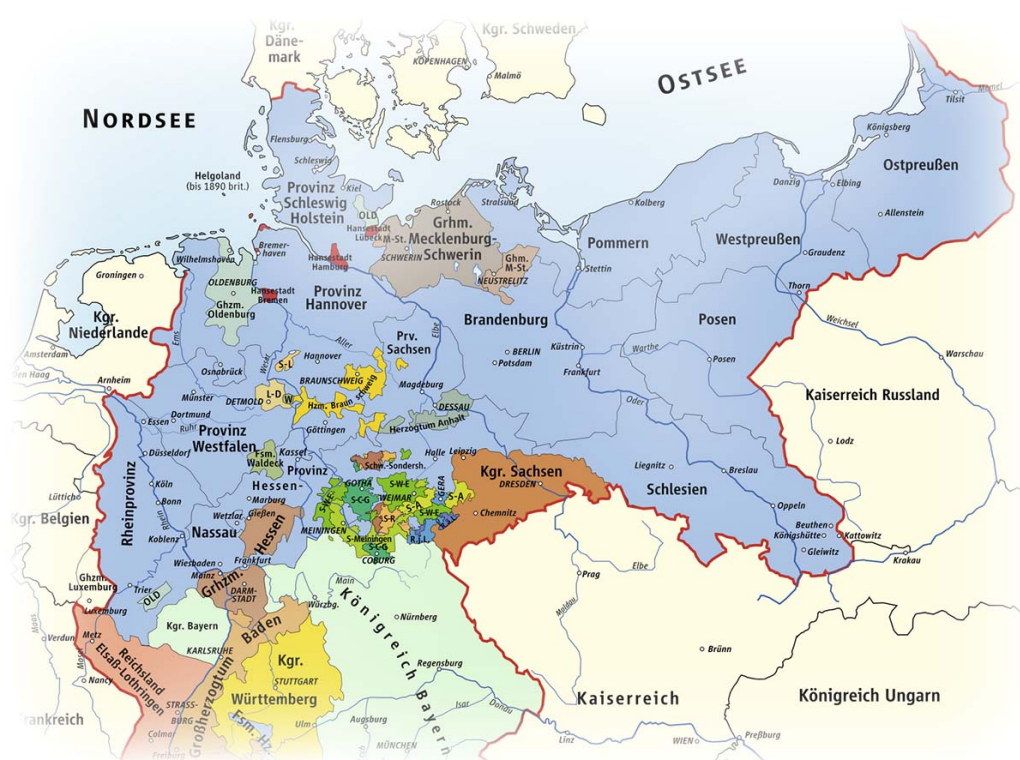 Kgr.
Däne-
mark
Kgr. Schweden
KOPENHAGEN
Malmö
OSTSEE
NORDSEE
Memel
Tilsit
Königsberg
Ostpreußen
Flensburg
Schleswig
Helgoland
(bis 1890 brit.)
Kiel
Provinz
Schleswig
Holstein
Danzig
Elbing
Allenstein
Rostock
Stralsund
Kolberg
OLD
Hansestadt
Lübeck
Grhm.
Mecklenburg-
Schwerin
M-St.
SCHWERIN
Pommern
Westpreußen
Graudenz
Ghm.
M-St.
NEUSTRELITZ
Stettin
Bremer-
haven
Wilhelmshaven
Hansestadt
Hamburg
Groningen
OLDENBURG
Ghzm.
Oldenburg
Hansestadt
Bremen
Provinz
Hannover
Thorn
Weichsel
Kgr.
Niederlande
Brandenburg
Posen
Elbe
Prv.
Sachsen
Ems
Aller
Weser
Hannover
S-L
BERLIN
Potsdam
Küstrin
Frankfurt
Warthe
Posen
Warschau
Amsterdam
Den Haag
Arnheim
Osnabrück
BRAUNSCHWEIG
Magdeburg
Kaiserreich Russland
Münster
DETMOLD
L-D
W
Hzm. Braunschweig
DESSAU
Oder
Dortmund
Essen
Ruhr
Göttingen
Herzogtum Anhalt
Provinz
Westfalen
Lodz
Düsseldorf
Fsm.
Waldeck
Kassel
Halle
Leipzig
Schw.-Sondersh.
Kgr. Sachsen
DRESDEN
Liegnitz
Breslau
Provinz
Hessen-
Köln
Bonn
Rhein
Rheinprovinz
Lüttich
GOTHA
S-W-E
GERA
S-W-E
S-C-G
WEIMAR
S-A
S-A
Schlesien
Marburg
Oppeln
Wetzlar
Gießen
S-R
S-W-E
Chemnitz
Kgr. Belgien
Nassau
Hessen
MEININGEN
S-Meiningen
R.j.L.
R.j.L.
Beuthen
Königshütte
Kattowitz
Koblenz
S-C-G
COBURG
Gleiwitz
Krakau
Wiesbaden
Frankfurt
Mainz
Elbe
Prag
Ghzm.
Luxemburg
Trier
OLD
Grhzm.
DARM-
STADT
Main
Würzbg.
Moldau
Luxemburg
Kgr. Bayern
Baden
Nürnberg
Königreich Bayern
Maas
Verdun
Metz
Mosel
Reichsland
Elsaß-Lothringen
KARLSRUHE
Kgr.
Württemberg
STUTTGART
Brünn
Nancy
Regensburg
Großherzogtum
Kaiserreich
Königreich Ungarn
STRASS-
BURG
Isar
Donau
Frankreich
Fsm. Hz.
Ulm
Augsburg
Colmar
Freiburg
MÜNCHEN
Linz
WIEN
Preßburg